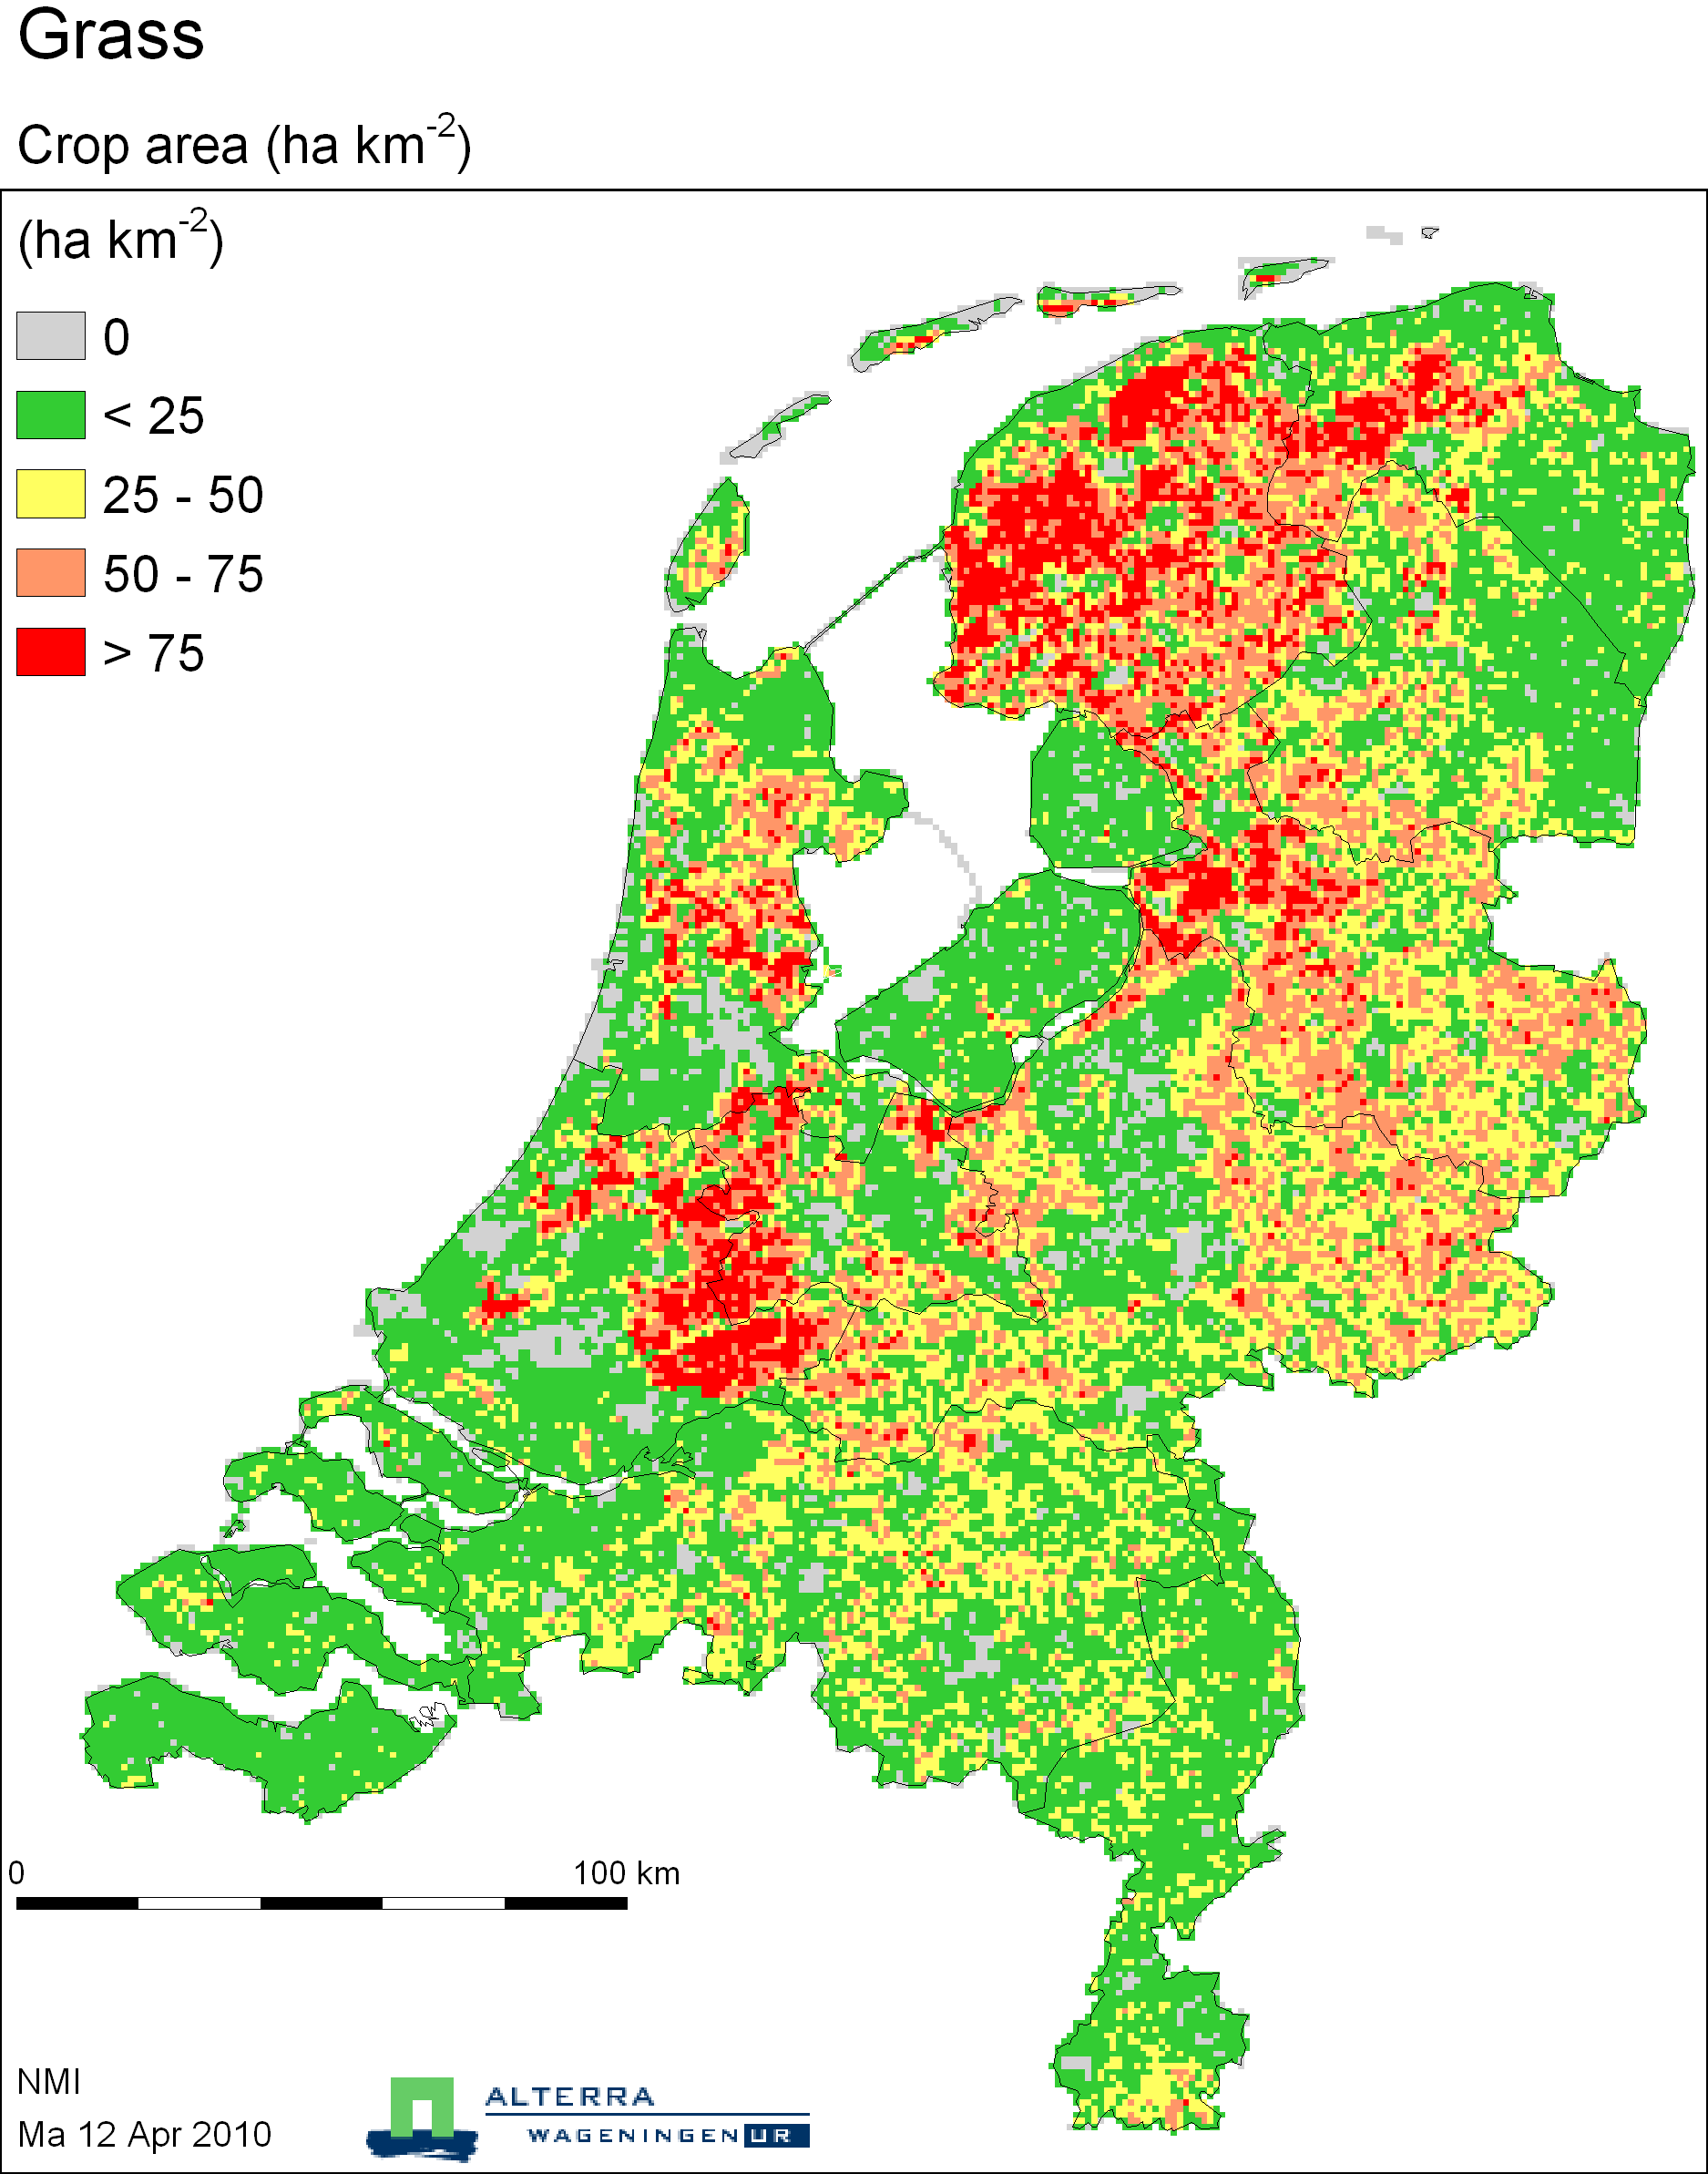 Grass
Crop area (ha km-2)
(ha km-2)
0
< 25
25 - 50
50 - 75
> 75
0 100 km
NMI
Ma 12 Apr 2010
ALTERRA
WAGENINGEN UR